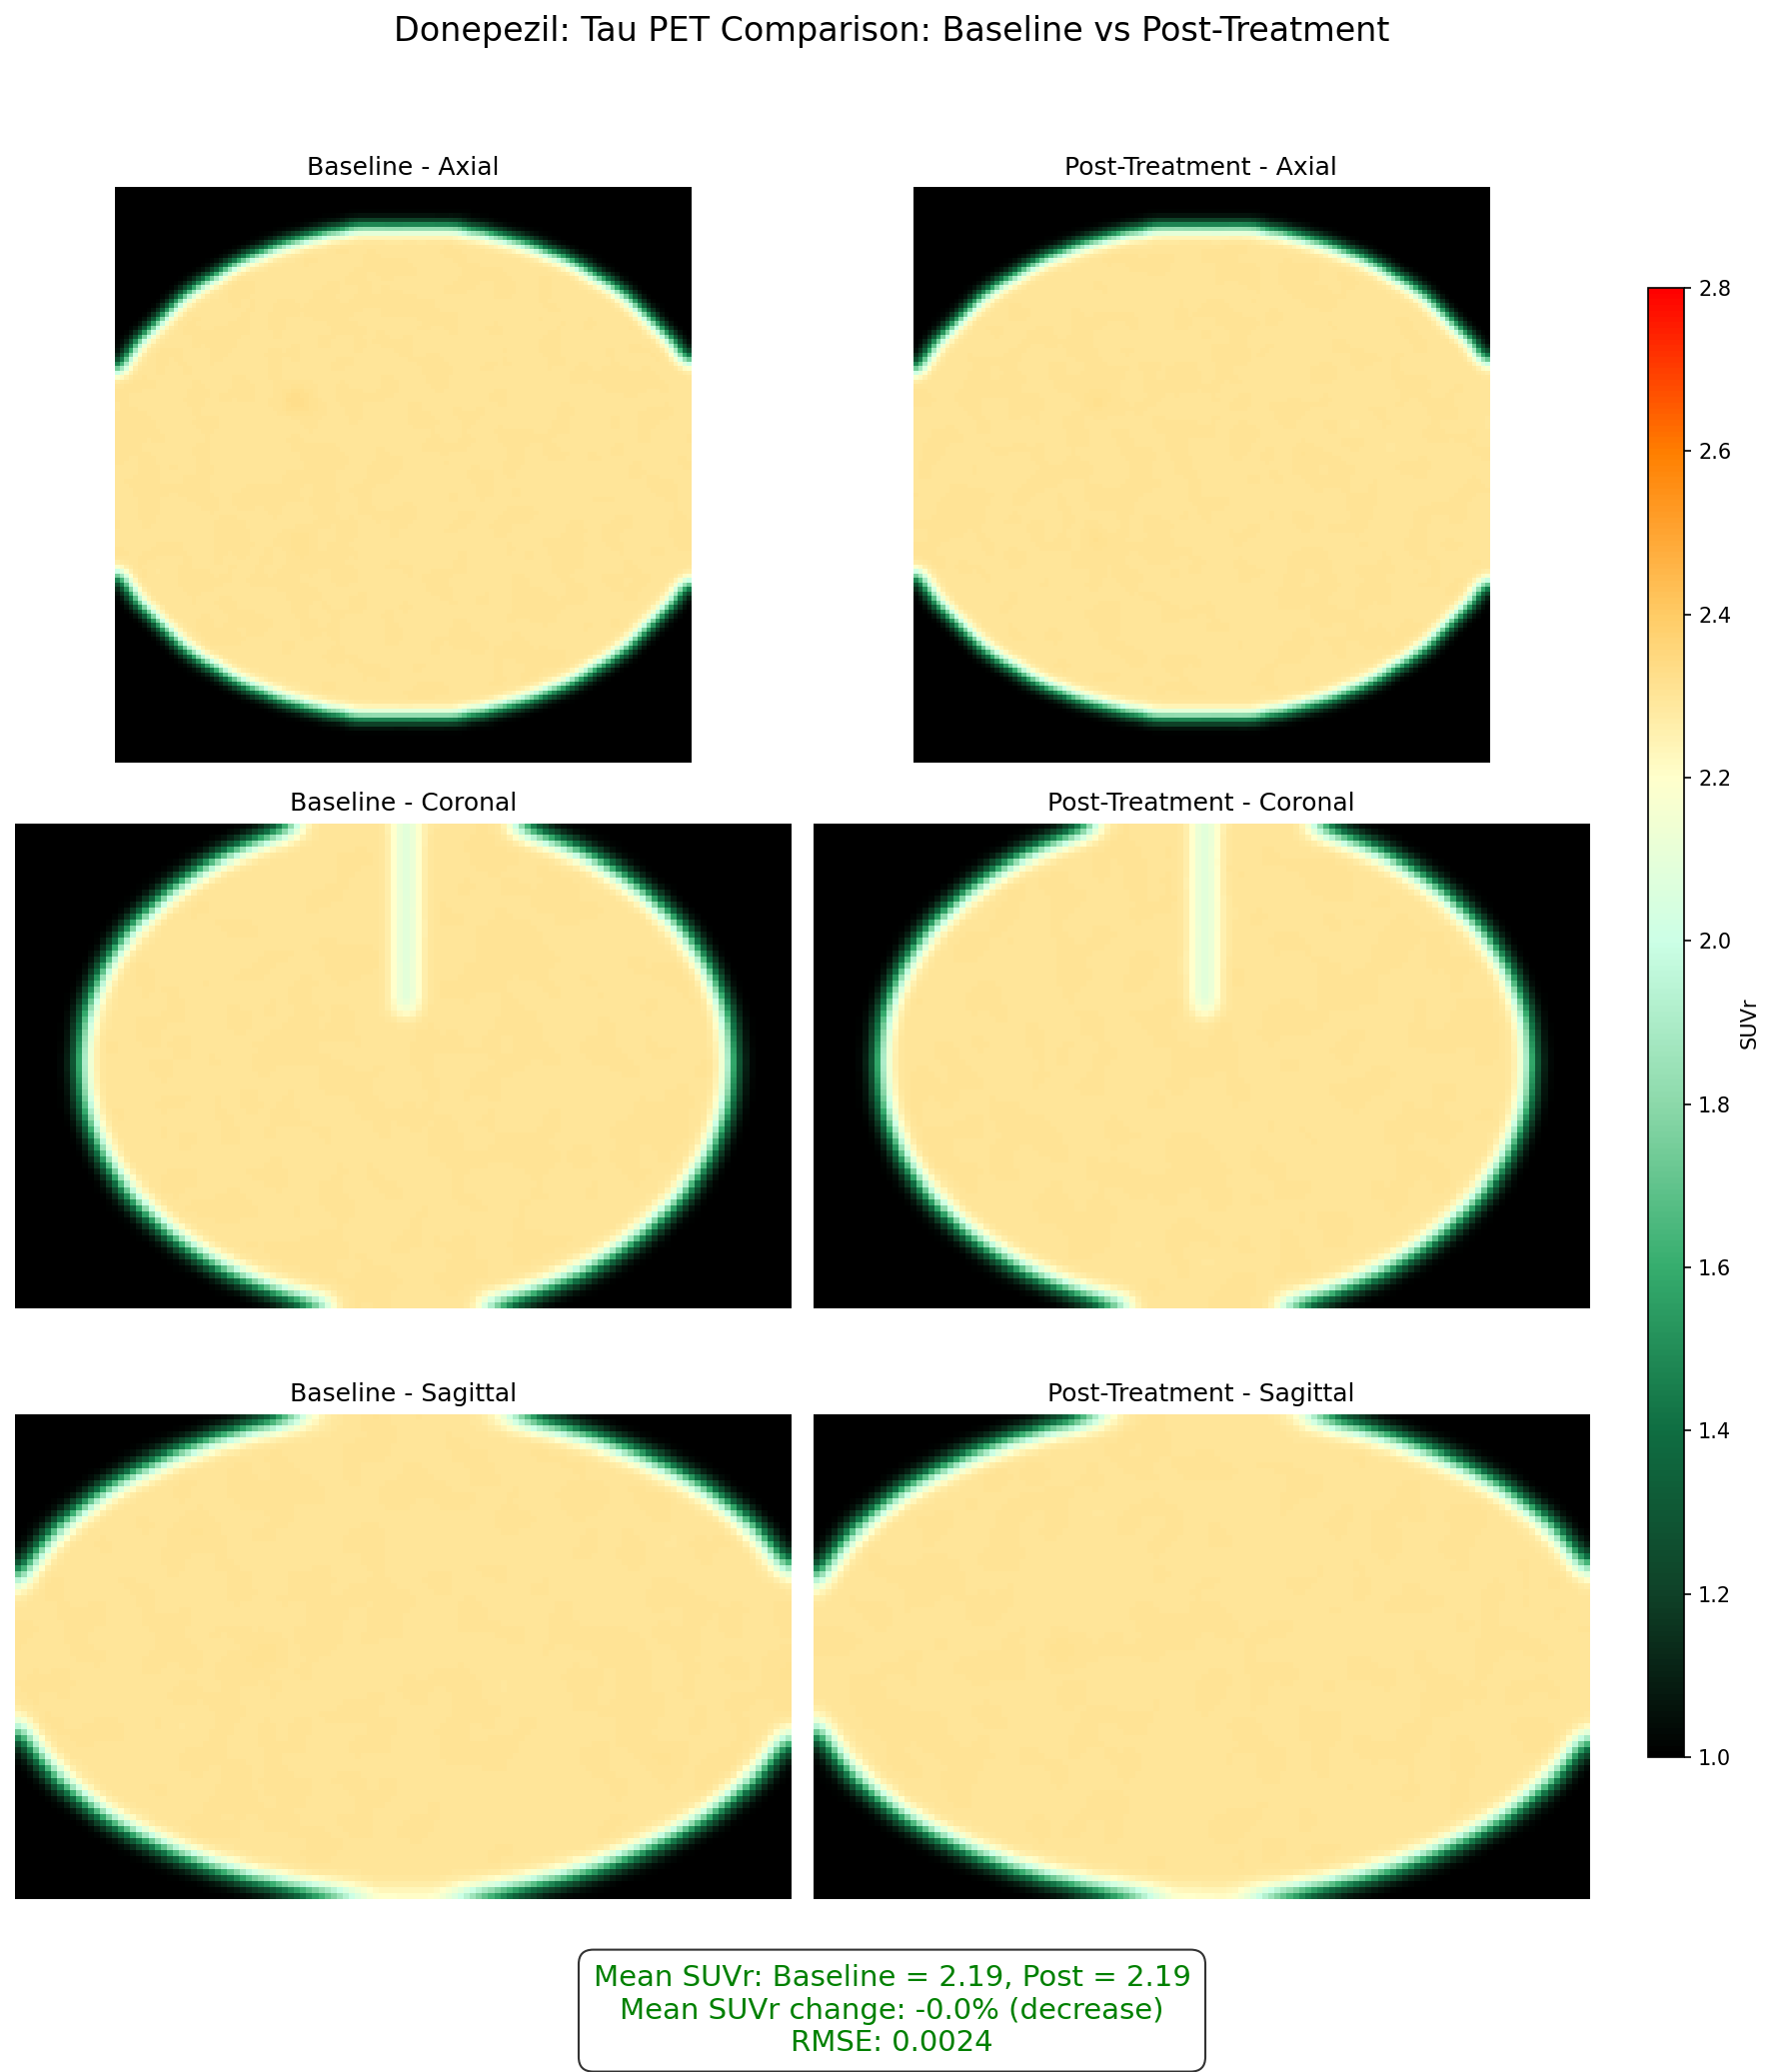 Donepezil: Tau PET Comparison: Baseline vs Post-Treatment
Baseline - Axial
Post-Treatment - Axial
2.8
2.6
2.4
2.2
2.0
1.8
1.6
1.4
1.2
1.0
SUVr
Baseline - Coronal
Post-Treatment - Coronal
Baseline - Sagittal
Post-Treatment - Sagittal
Mean SUVr: Baseline = 2.19, Post = 2.19
Mean SUVr change: -0.0% (decrease)
RMSE: 0.0024